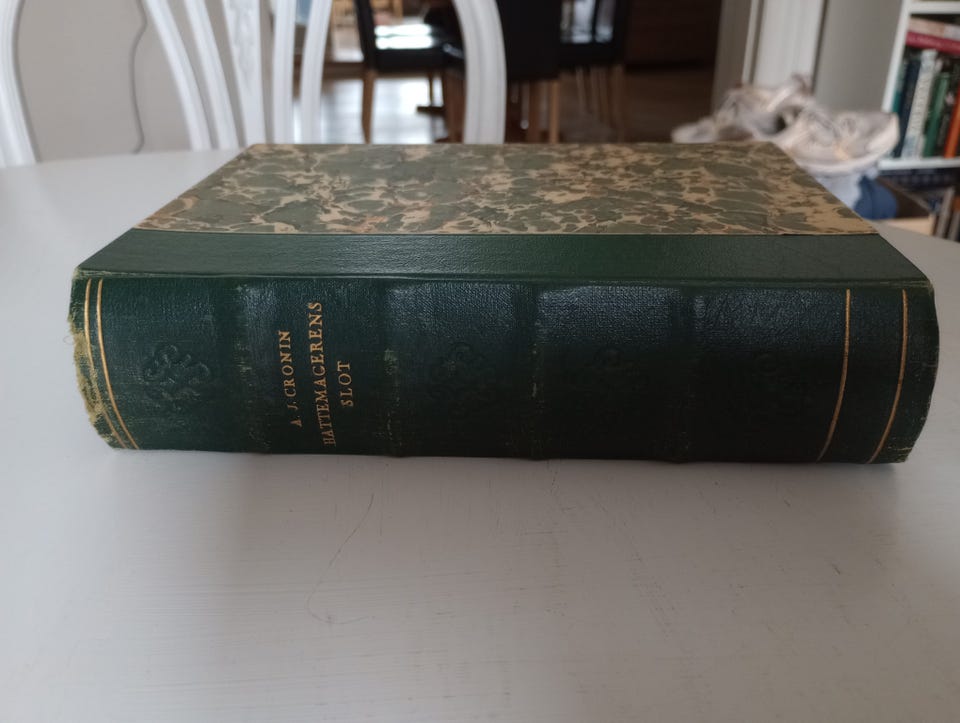 A. J. CRONIN
HATTEMAGERENS
SLOT